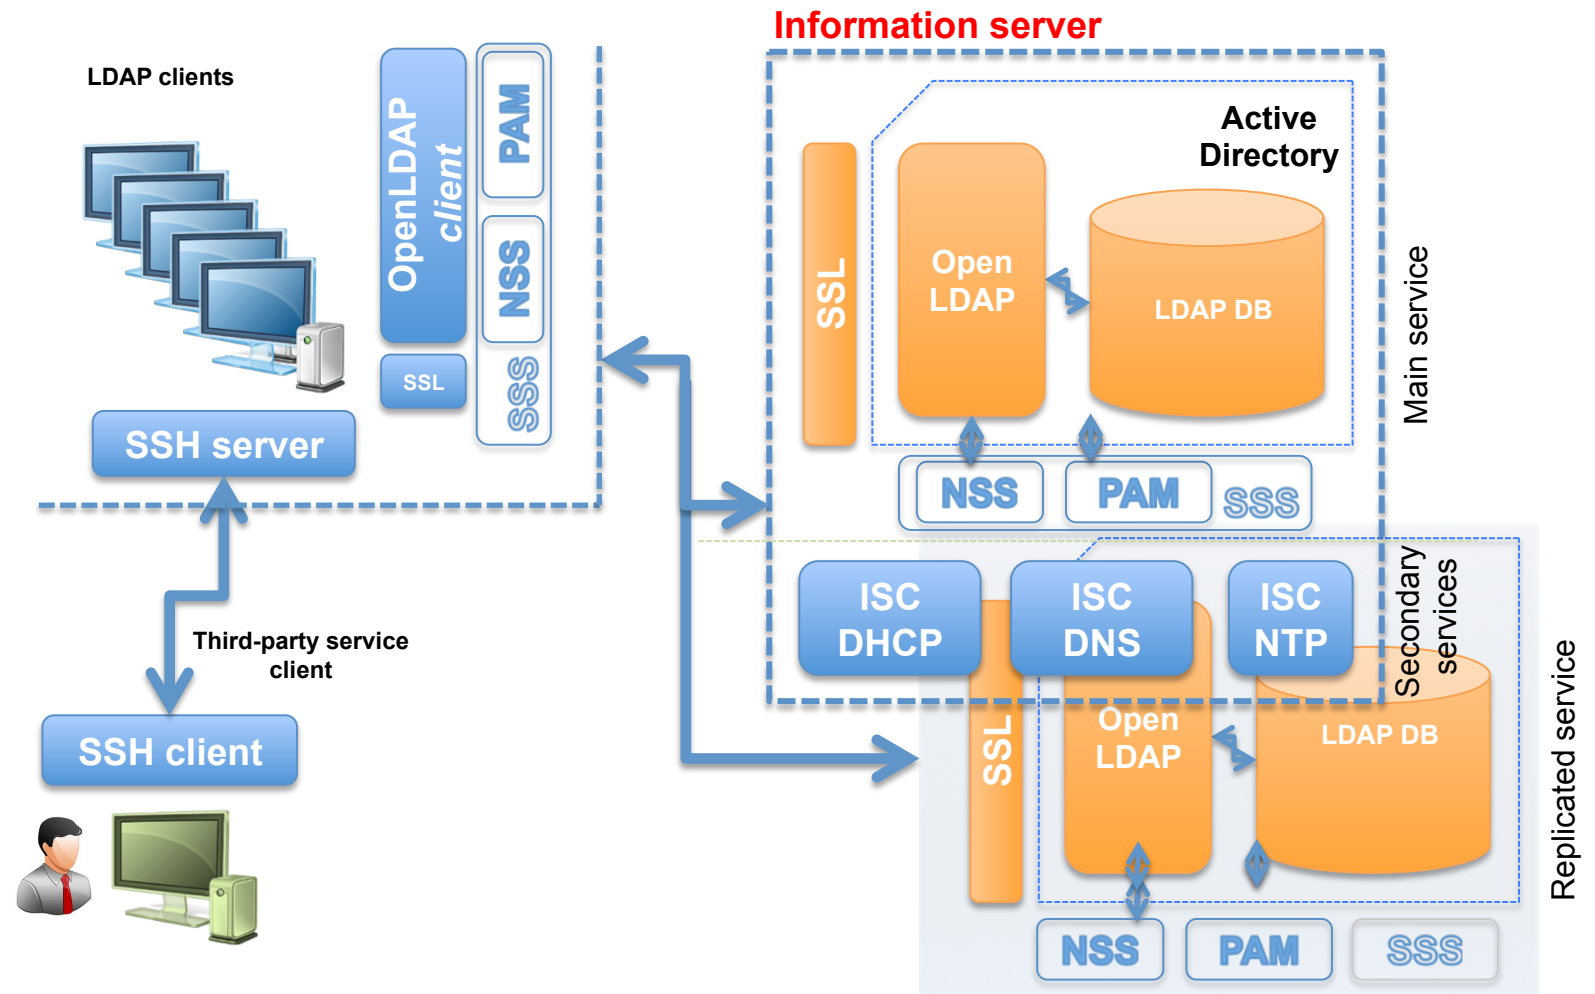 Information server
LDAP clients
OpenLDAP
client
PAM
NSS
SSS
SSL
SSH server
Third-party service
client
SSH client
Active
Directory
SSL
Open
LDAP
LDAP DB
Main service
NSS
PAM
SSS
ISC
DHCP
ISC
DNS
ISC
NTP
Secondary
services
SSL
Open
LDAP
LDAP DB
Replicated service
NSS
PAM
SSS